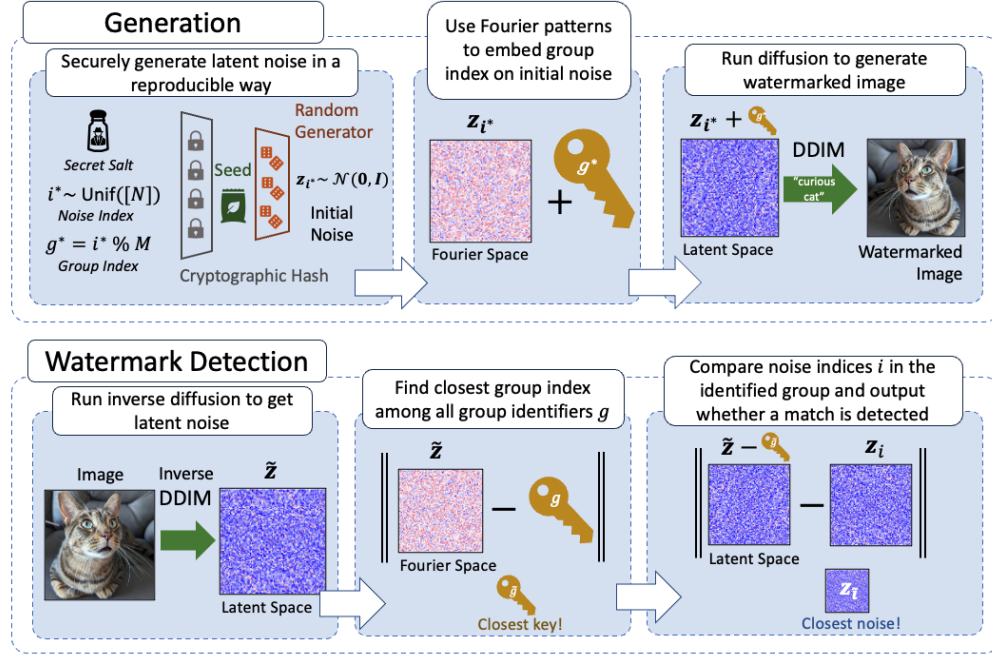 Generation
Securely generate latent noise in a
reproducible way
Secret Salt
i* ~ Unif([N])
Noise Index
g* = i* % M
Group Index
Seed
Random
Generator
z_{i*} ~ 𝒩(0, I)
Initial
Noise
Cryptographic Hash
Use Fourier patterns
to embed group
index on initial noise
z_{i*}
+
g*
Fourier Space
Run diffusion to generate
watermarked image
z_{i*} + g*
DDIM
"curious
cat"
Latent Space
Watermarked
Image
Watermark Detection
Run inverse diffusion to get
latent noise
Image
Inverse
DDIM
z̃
Latent Space
Find closest group index
among all group identifiers g
z̃
−
g
Fourier Space
g̃
Closest key!
Compare noise indices i in the
identified group and output
whether a match is detected
z̃ − g̃
z_i
−
Latent Space
z_ĩ
Closest noise!